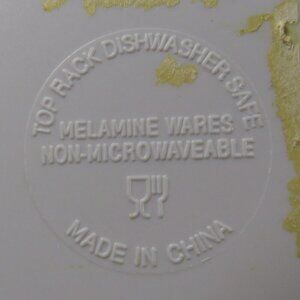 TOP RACK DISHWASHER SAFE
MELAMINE WARES
NON-MICROWAVEABLE
MADE IN CHINA